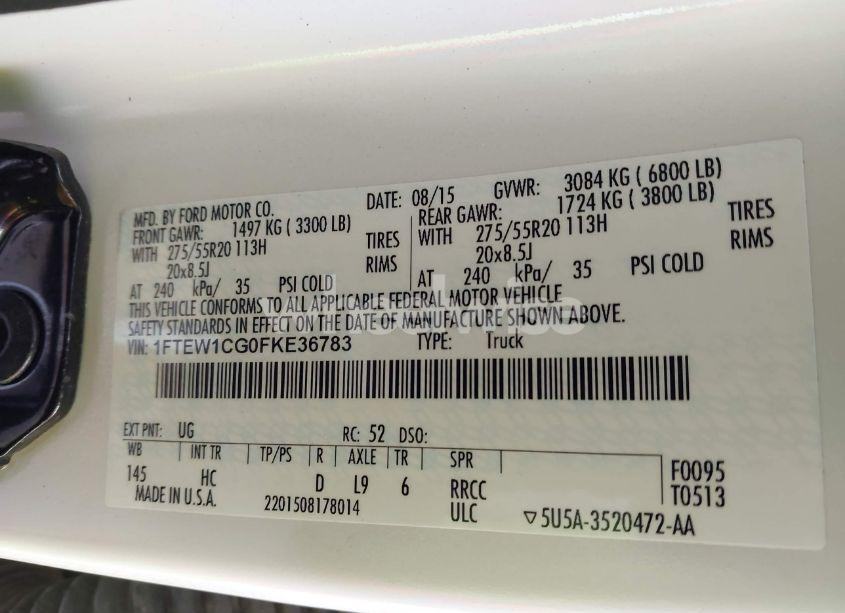 MFD. BY FORD MOTOR CO.
DATE: 08/15 GVWR: 3084 KG ( 6800 LB)
FRONT GAWR: 1497 KG ( 3300 LB)
REAR GAWR: 1724 KG ( 3800 LB)
WITH 275/55R20 113H TIRES
WITH 275/55R20 113H TIRES
20x8.5J RIMS
20x8.5J RIMS
AT 240 kPa/ 35 PSI COLD
AT 240 kPa/ 35 PSI COLD
THIS VEHICLE CONFORMS TO ALL APPLICABLE FEDERAL MOTOR VEHICLE
SAFETY STANDARDS IN EFFECT ON THE DATE OF MANUFACTURE SHOWN ABOVE.
VIN: 1FTEW1CG0FKE36783 TYPE: Truck
EXT PNT: UG RC: 52 DSO:
WB INT TR TP/PS R AXLE TR SPR
145 HC D L9 6 RRCC
F0095
T0513
MADE IN U.S.A. 2201508178014 ULC ▽5U5A-3520472-AA